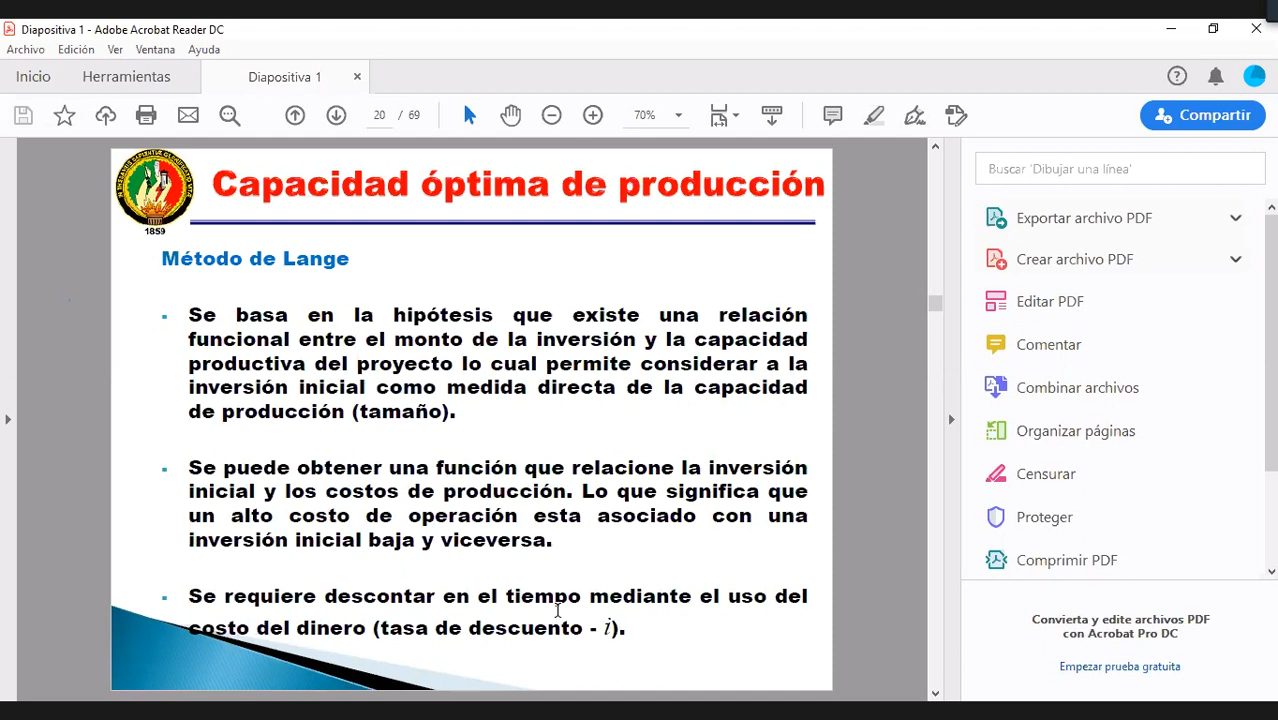 Diapositiva 1 - Adobe Acrobat Reader DC
Archivo Edición Ver Ventana Ayuda
Inicio Herramientas Diapositiva 1
20 / 69 70% Compartir
Capacidad óptima de producción
1859
Método de Lange
- Se basa en la hipótesis que existe una relación
funcional entre el monto de la inversión y la capacidad
productiva del proyecto lo cual permite considerar a la
inversión inicial como medida directa de la capacidad
de producción (tamaño).
- Se puede obtener una función que relacione la inversión
inicial y los costos de producción. Lo que significa que
un alto costo de operación esta asociado con una
inversión inicial baja y viceversa.
- Se requiere descontar en el tiempo mediante el uso del
costo del dinero (tasa de descuento - i).
Buscar 'Dibujar una línea'
Exportar archivo PDF
Crear archivo PDF
Editar PDF
Comentar
Combinar archivos
Organizar páginas
Censurar
Proteger
Comprimir PDF
Convierta y edite archivos PDF
con Acrobat Pro DC
Empezar prueba gratuita